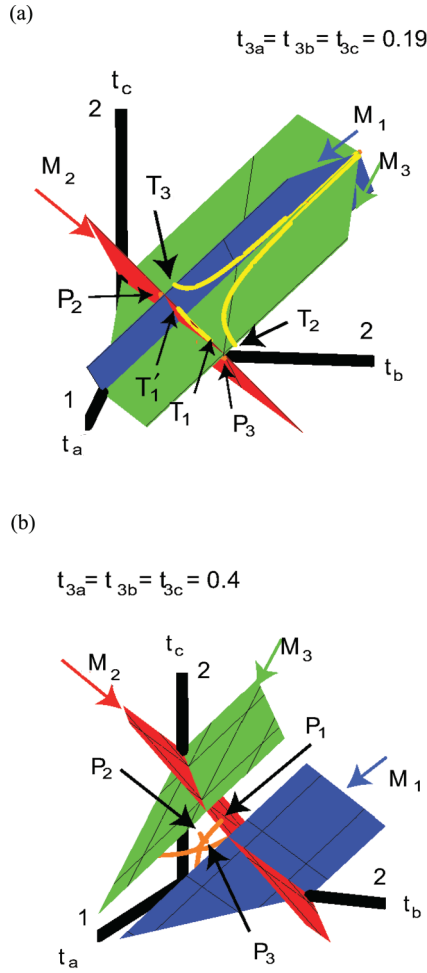 (a)
t3a = t3b = t3c = 0.19
tc
2
M1
M2
M3
T3
P2
T2
2
1
T1′
T1
P3
tb
ta
(b)
t3a = t3b = t3c = 0.4
tc
2
M3
M2
P1
P2
M1
1
2
tb
ta
P3